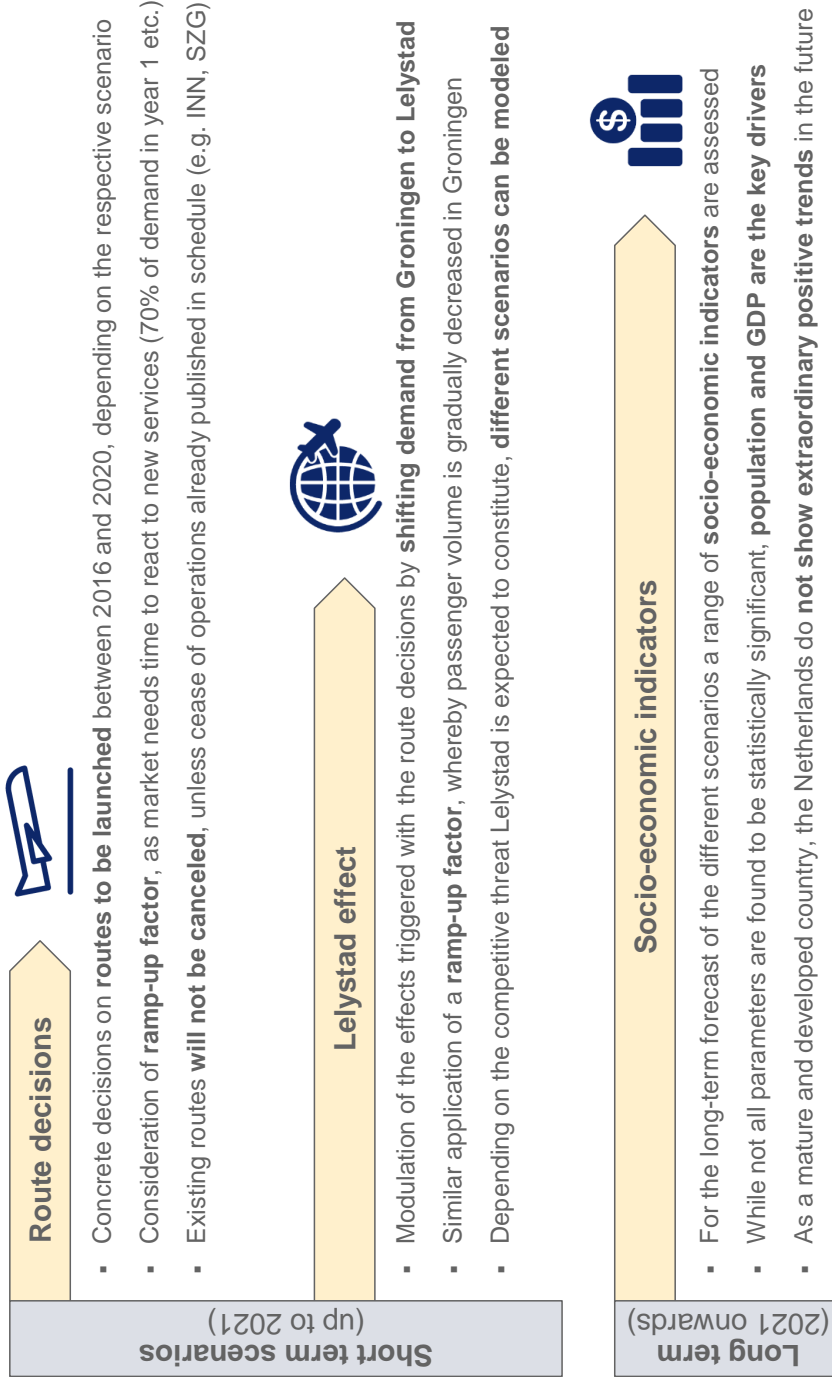 Short term scenarios
(up to 2021)
Route decisions
▪ Concrete decisions on routes to be launched between 2016 and 2020, depending on the respective scenario
▪ Consideration of ramp-up factor, as market needs time to react to new services (70% of demand in year 1 etc.)
▪ Existing routes will not be canceled, unless cease of operations already published in schedule (e.g. INN, SZG)
Lelystad effect
▪ Modulation of the effects triggered with the route decisions by shifting demand from Groningen to Lelystad
▪ Similar application of a ramp-up factor, whereby passenger volume is gradually decreased in Groningen
▪ Depending on the competitive threat Lelystad is expected to constitute, different scenarios can be modeled
Long term
(2021 onwards)
Socio-economic indicators
$
▪ For the long-term forecast of the different scenarios a range of socio-economic indicators are assessed
▪ While not all parameters are found to be statistically significant, population and GDP are the key drivers
▪ As a mature and developed country, the Netherlands do not show extraordinary positive trends in the future